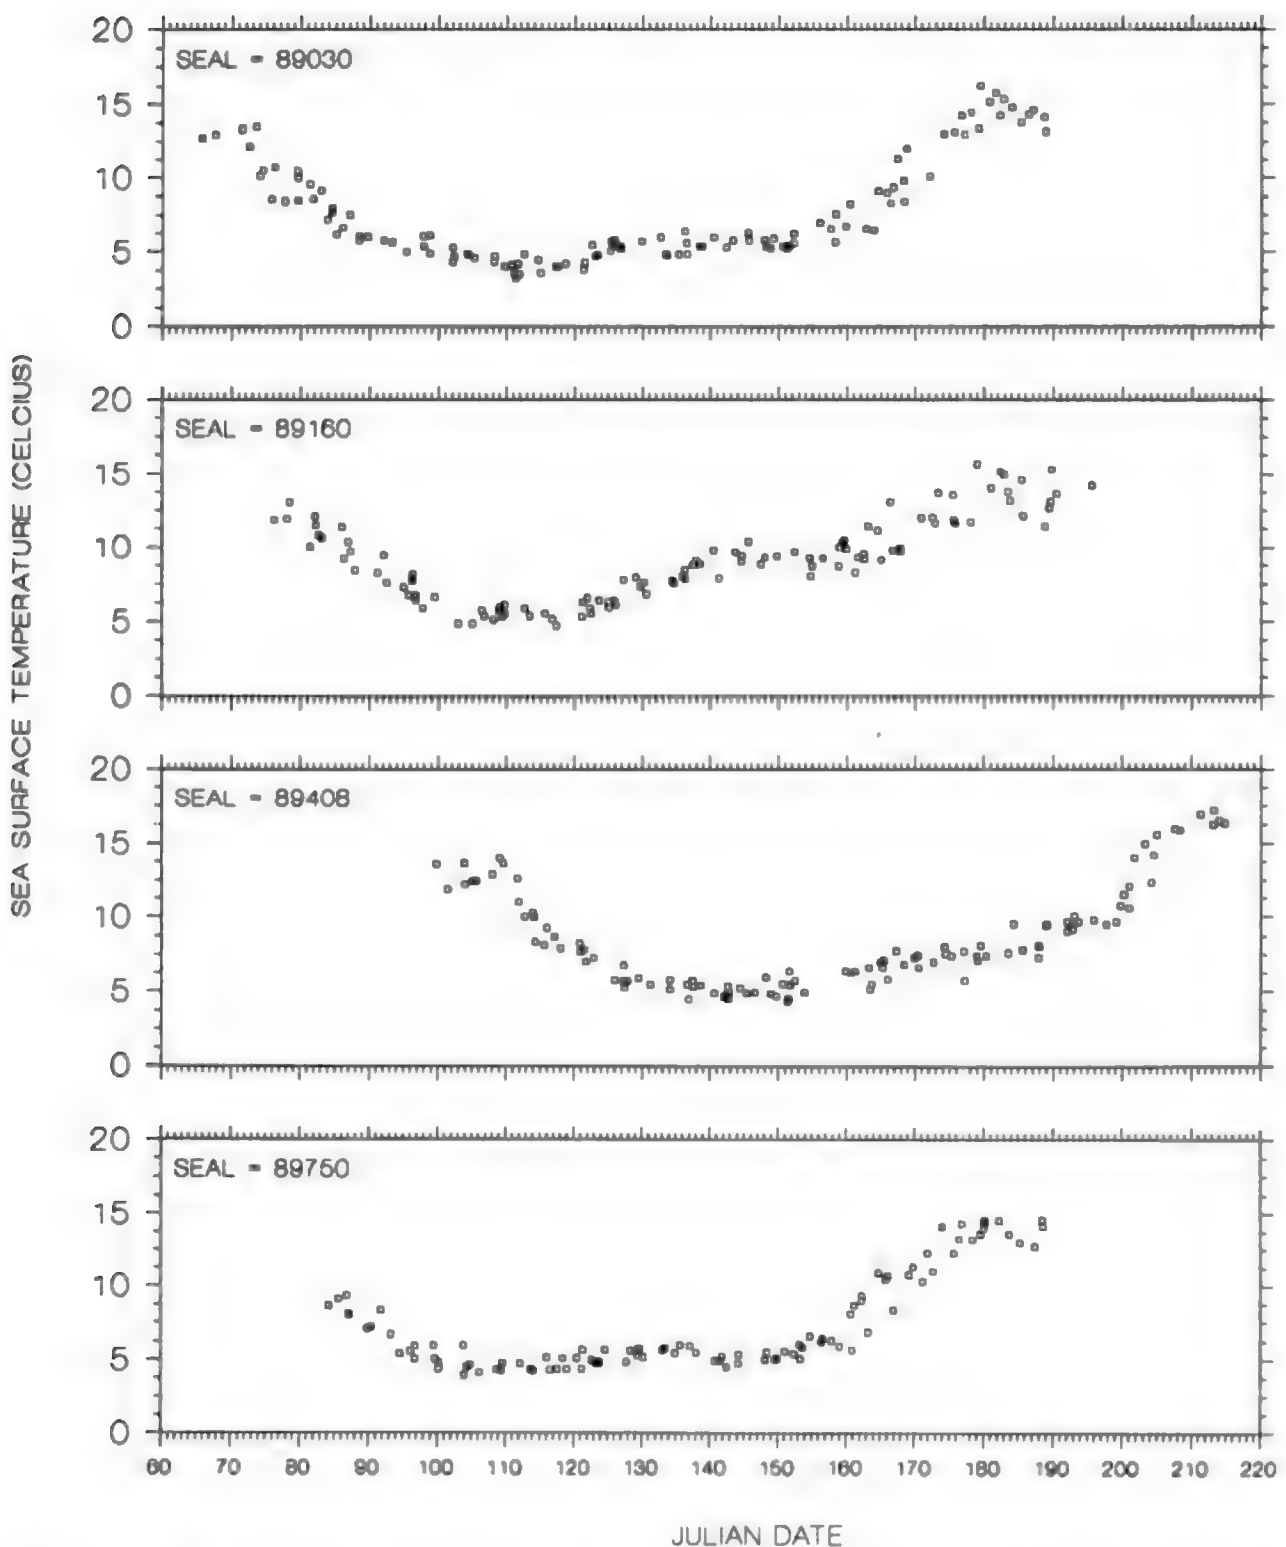 SEA SURFACE TEMPERATURE (CELCIUS)
20
SEAL = 89030
15
10
5
0
20
SEAL = 89160
15
10
5
0
20
SEAL = 89408
15
10
5
0
20
SEAL = 89750
15
10
5
0
60 70 80 90 100 110 120 130 140 150 160 170 180 190 200 210 220
JULIAN DATE